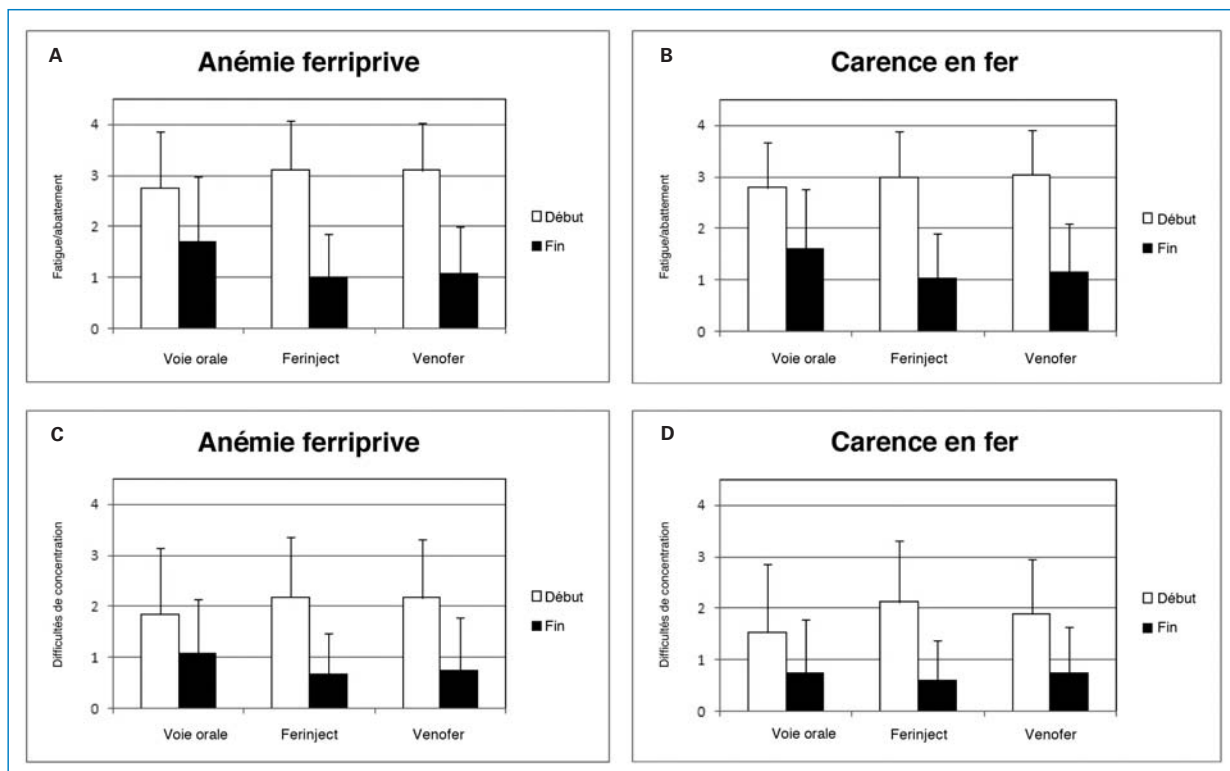 A
Anémie ferriprive
Fatigue/abattement
4
3
2
1
0
Voie orale
Ferinject
Venofer
Début
Fin
B
Carence en fer
Fatigue/abattement
4
3
2
1
0
Voie orale
Ferinject
Venofer
Début
Fin
C
Anémie ferriprive
Difficultés de concentration
4
3
2
1
0
Voie orale
Ferinject
Venofer
Début
Fin
D
Carence en fer
Difficultés de concentration
4
3
2
1
0
Voie orale
Ferinject
Venofer
Début
Fin